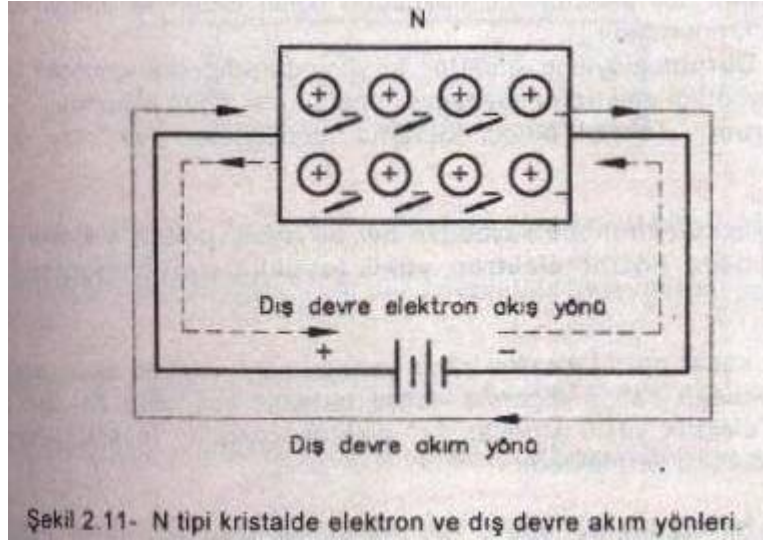 N
Dış devre elektron akış yönü
+ −
Dış devre akım yönü
Şekil 2.11- N tipi kristalde elektron ve dış devre akım yönleri.